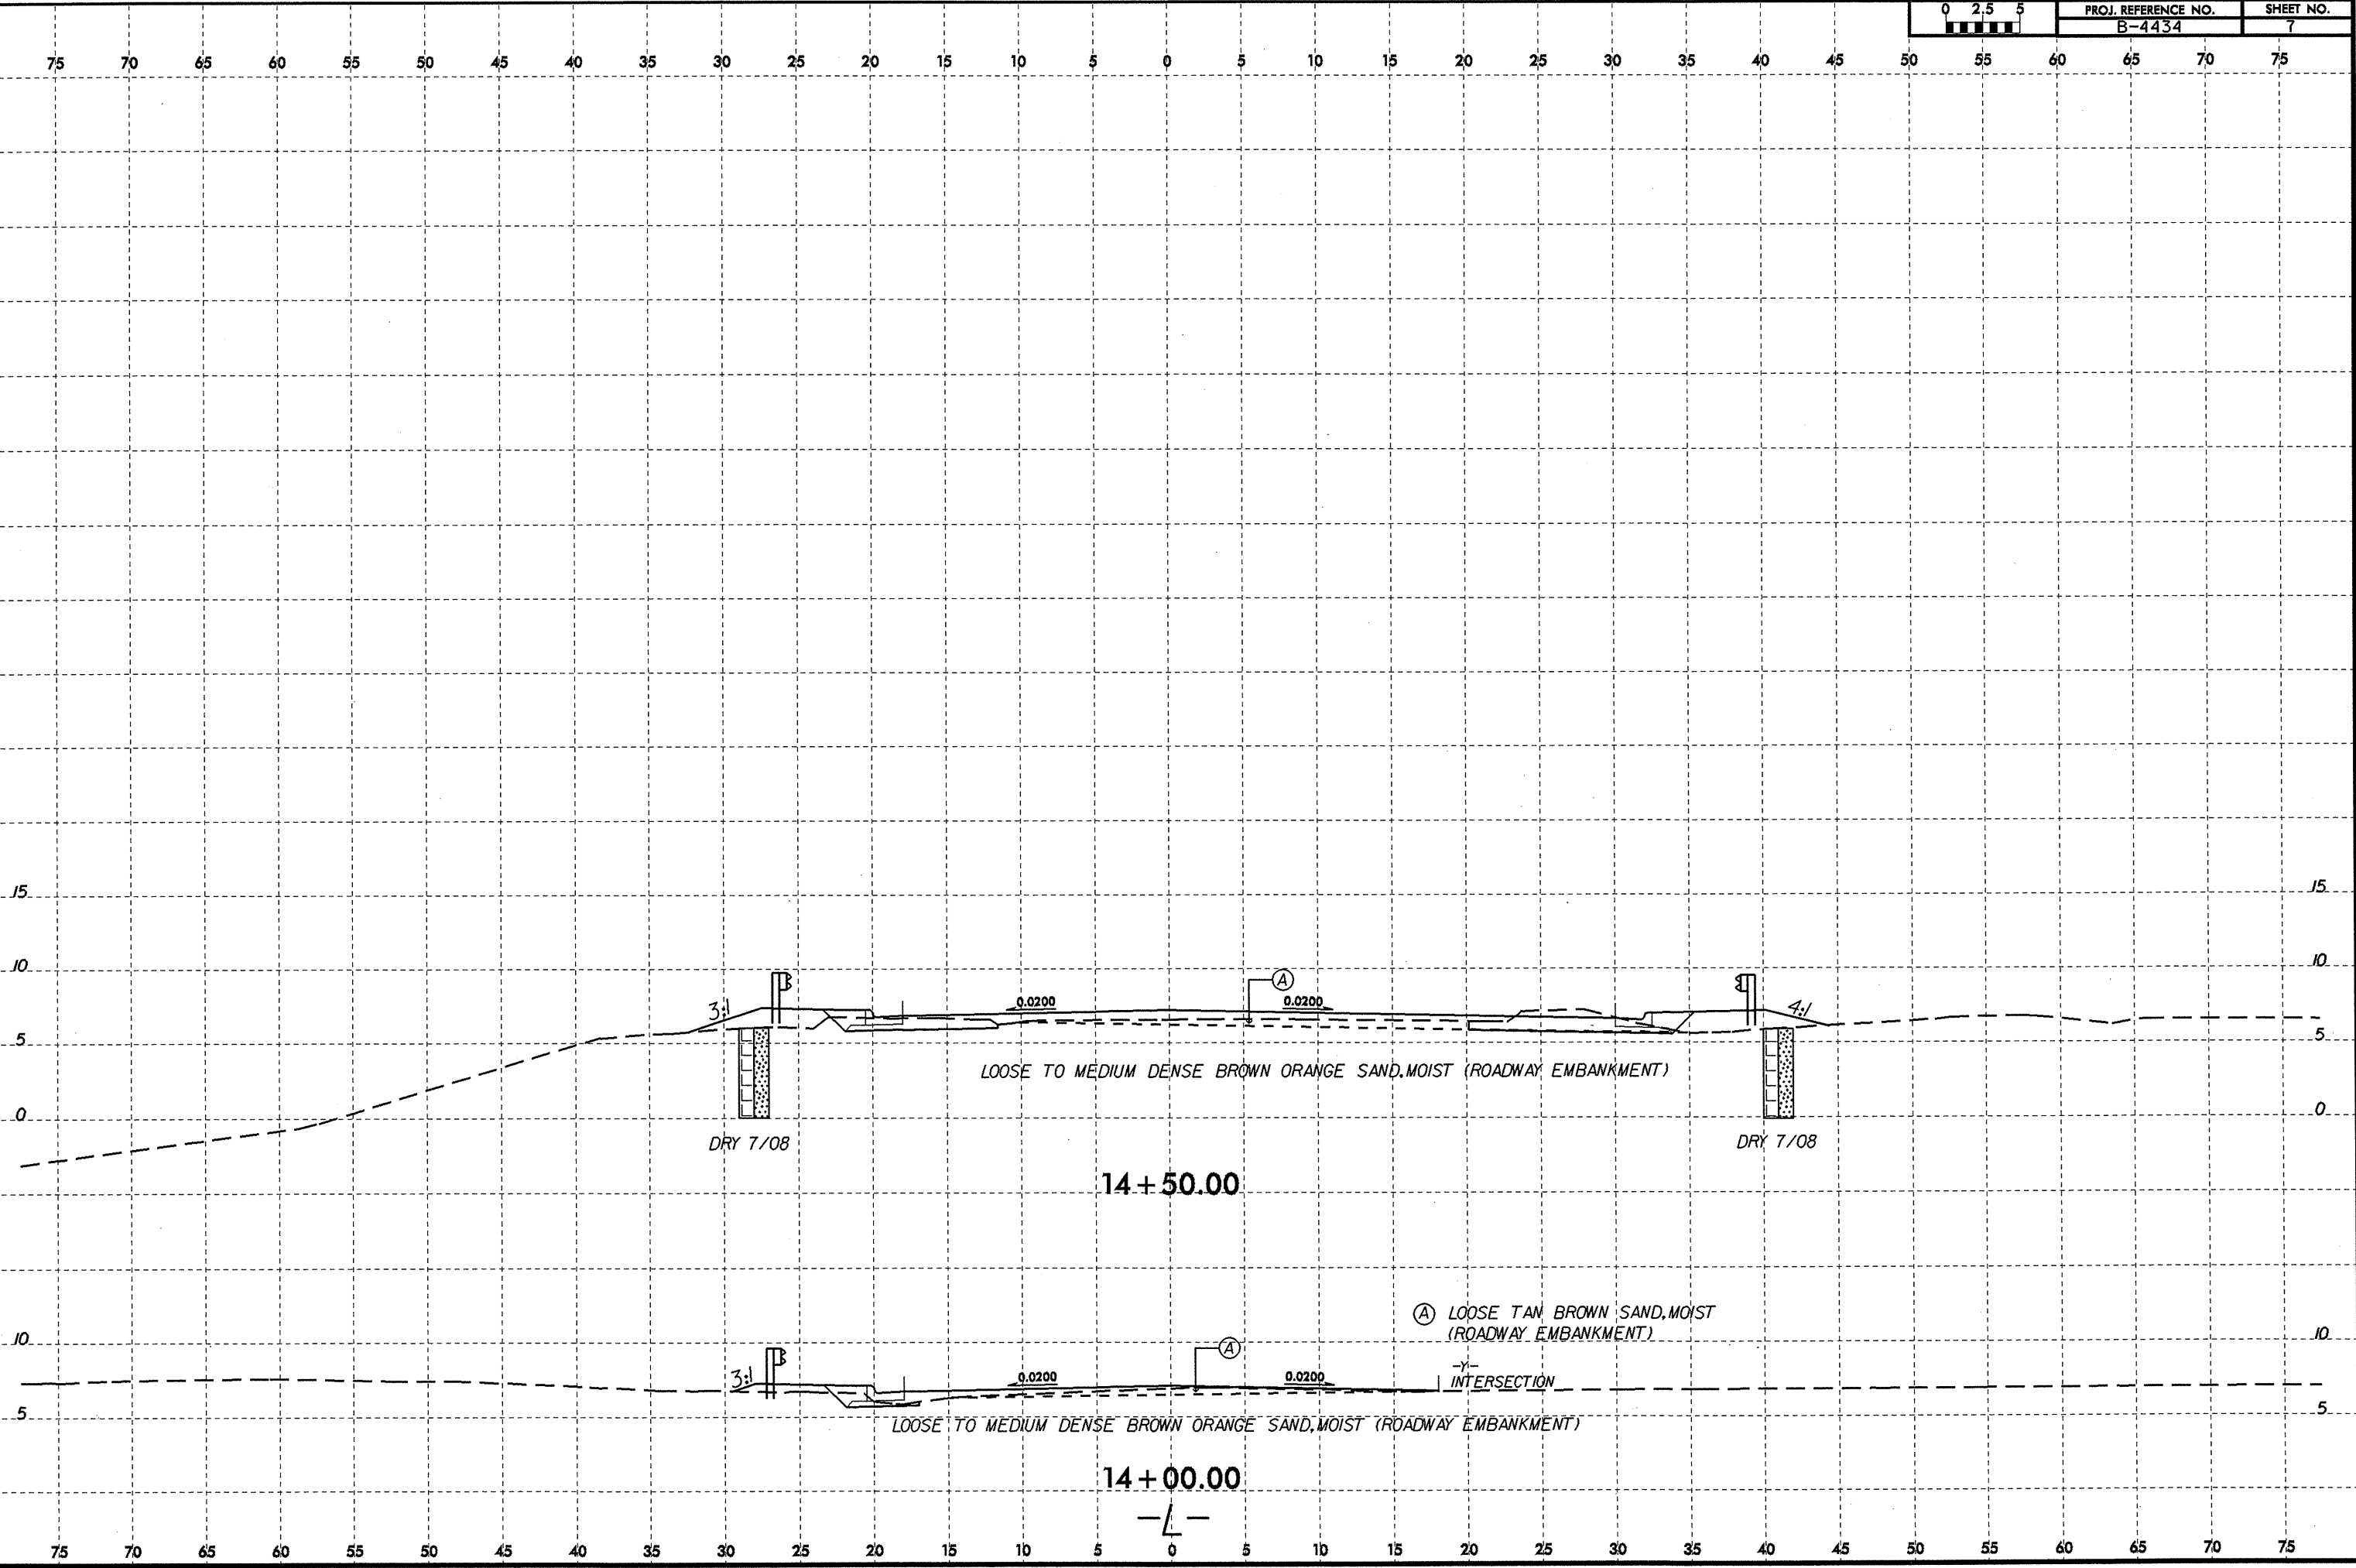 0 2.5 5
PROJ. REFERENCE NO.
SHEET NO.
B-4434
7
75 70 65 60 55 50 45 40 35 30 25 20 15 10 5 0 5 10 15 20 25 30 35 40 45 50 55 60 65 70 75
15 15
10 10
A
3:1 0.0200 0.0200 4:1
5 5
LOOSE TO MEDIUM DENSE BROWN ORANGE SAND, MOIST (ROADWAY EMBANKMENT)
0 0
DRY 7/08 DRY 7/08
14+50.00
A LOOSE TAN BROWN SAND, MOIST
(ROADWAY EMBANKMENT)
10 10
A
-Y-
3:1 0.0200 0.0200 INTERSECTION
5 5
LOOSE TO MEDIUM DENSE BROWN ORANGE SAND, MOIST (ROADWAY EMBANKMENT)
14+00.00
-L-
75 70 65 60 55 50 45 40 35 30 25 20 15 10 5 0 5 10 15 20 25 30 35 40 45 50 55 60 65 70 75